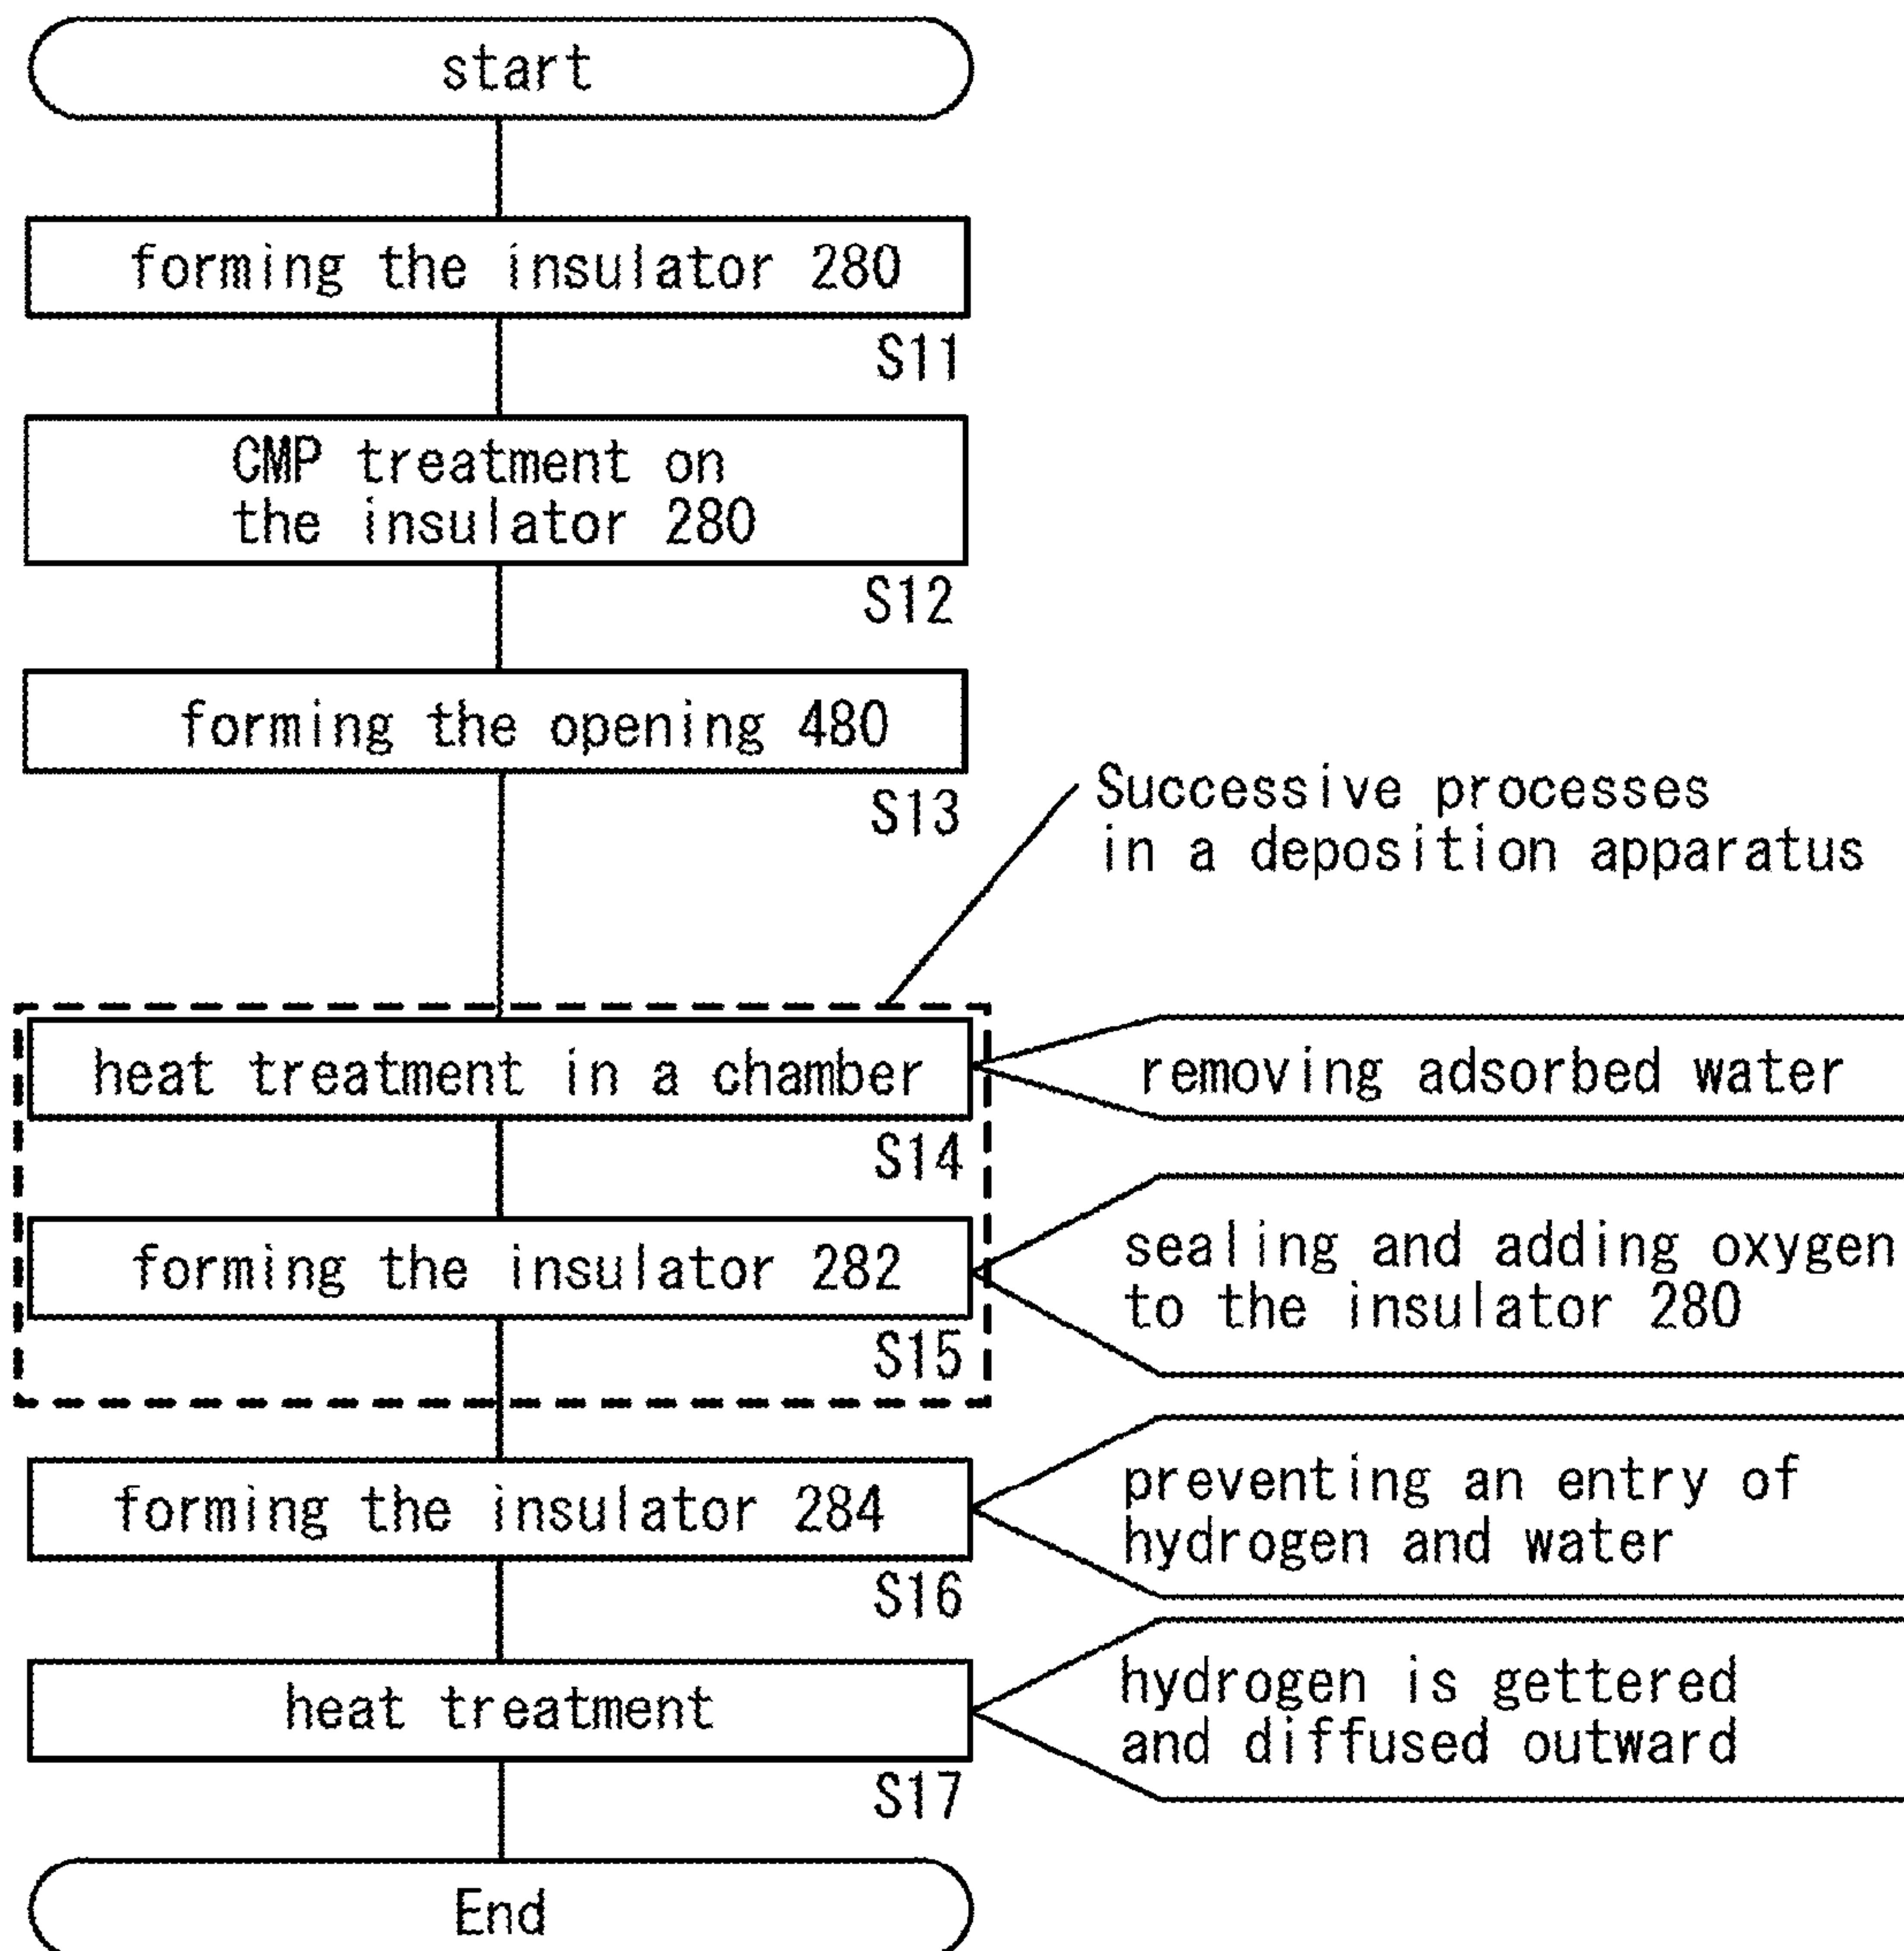 start
forming the insulator 280
S11
CMP treatment on
the insulator 280
S12
forming the opening 480
S13
Successive processes
in a deposition apparatus
heat treatment in a chamber
removing adsorbed water
S14
forming the insulator 282
sealing and adding oxygen
to the insulator 280
S15
forming the insulator 284
preventing an entry of
hydrogen and water
S16
heat treatment
hydrogen is gettered
and diffused outward
S17
End